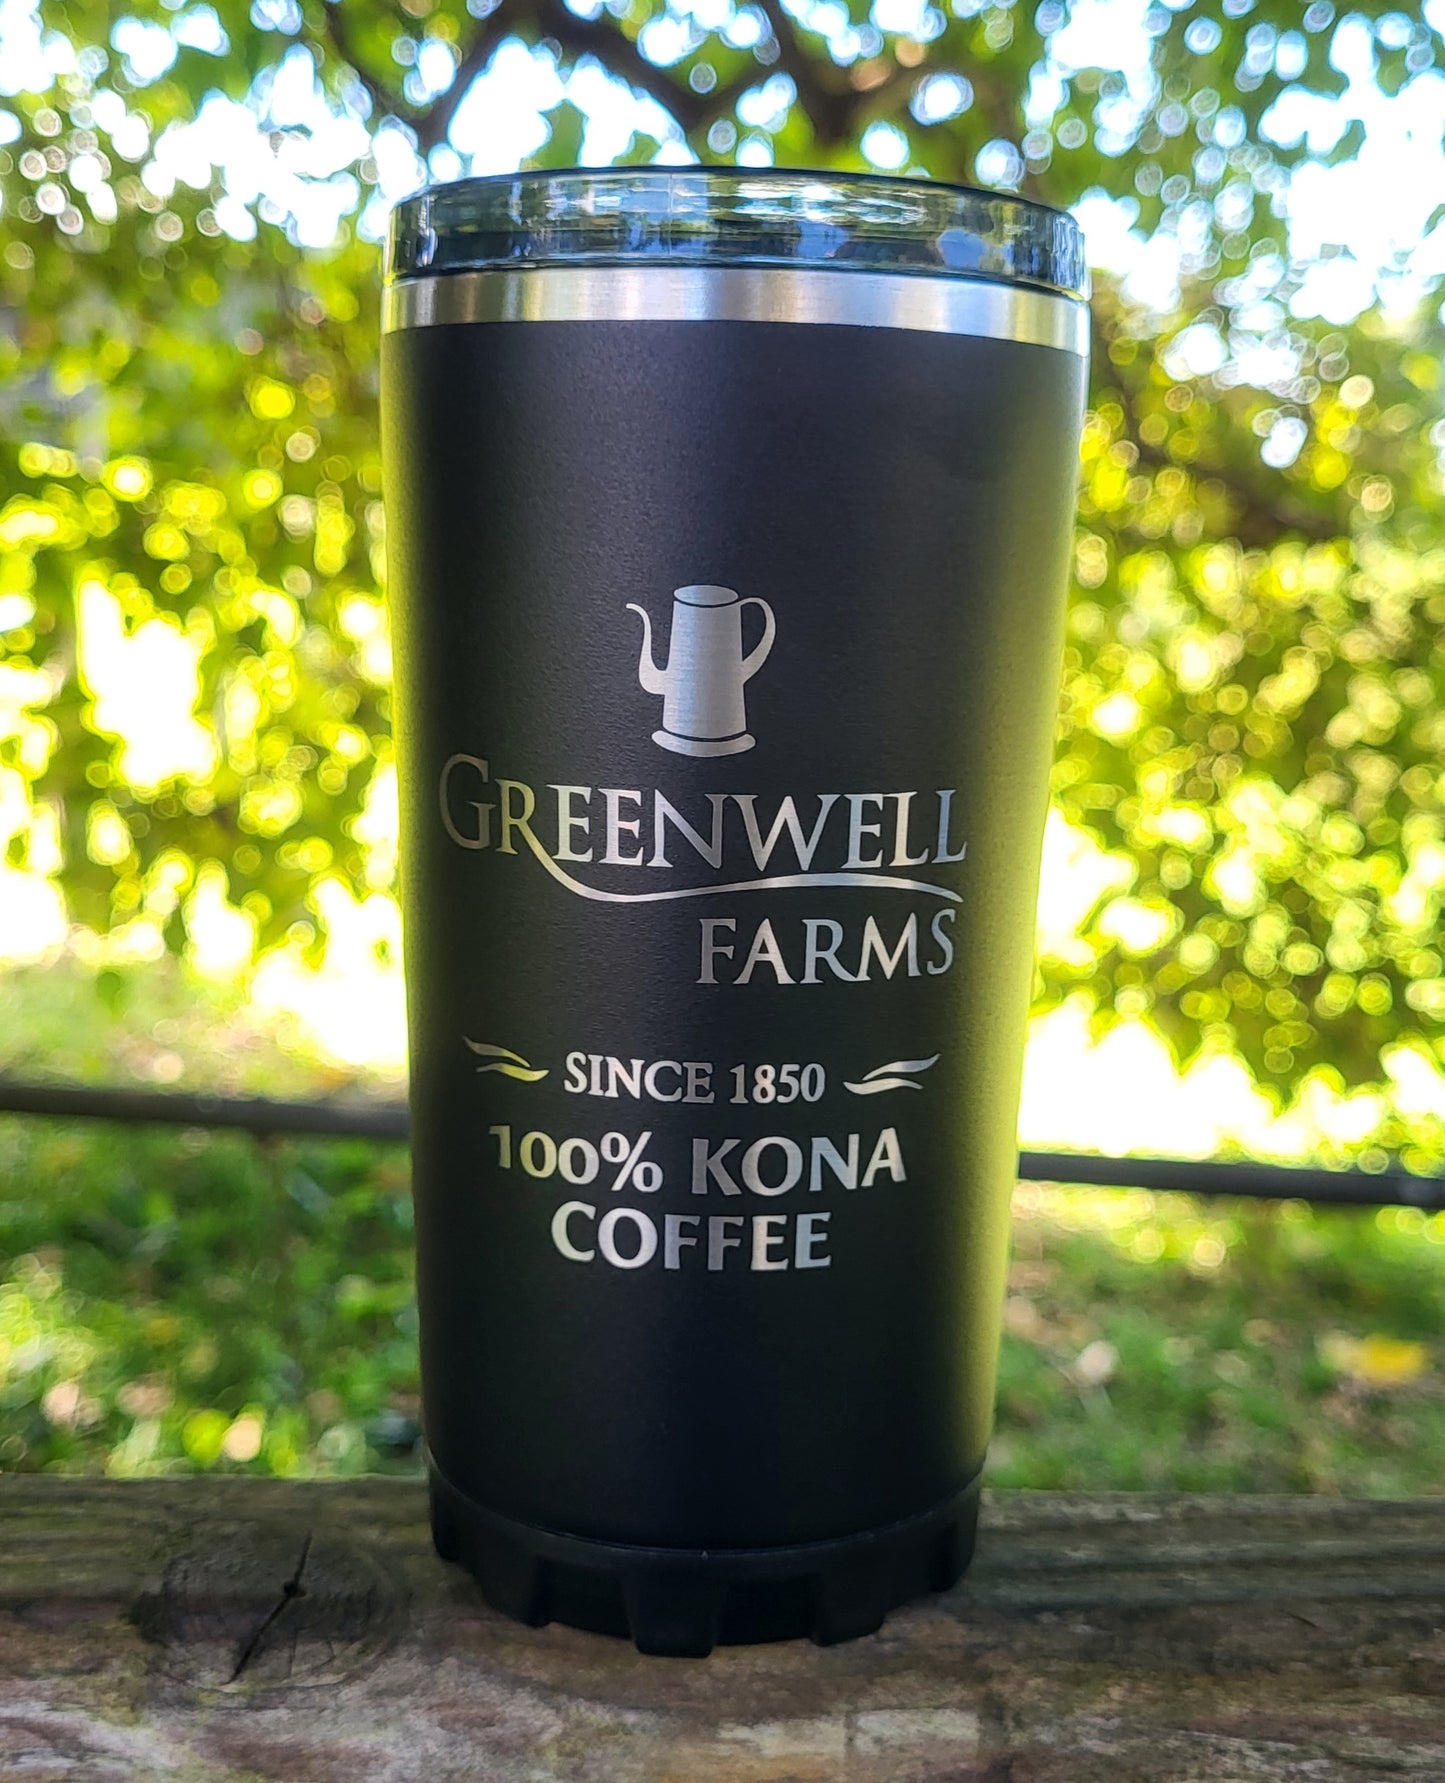 GREENWELL
FARMS
SINCE 1850
100% KONA
COFFEE